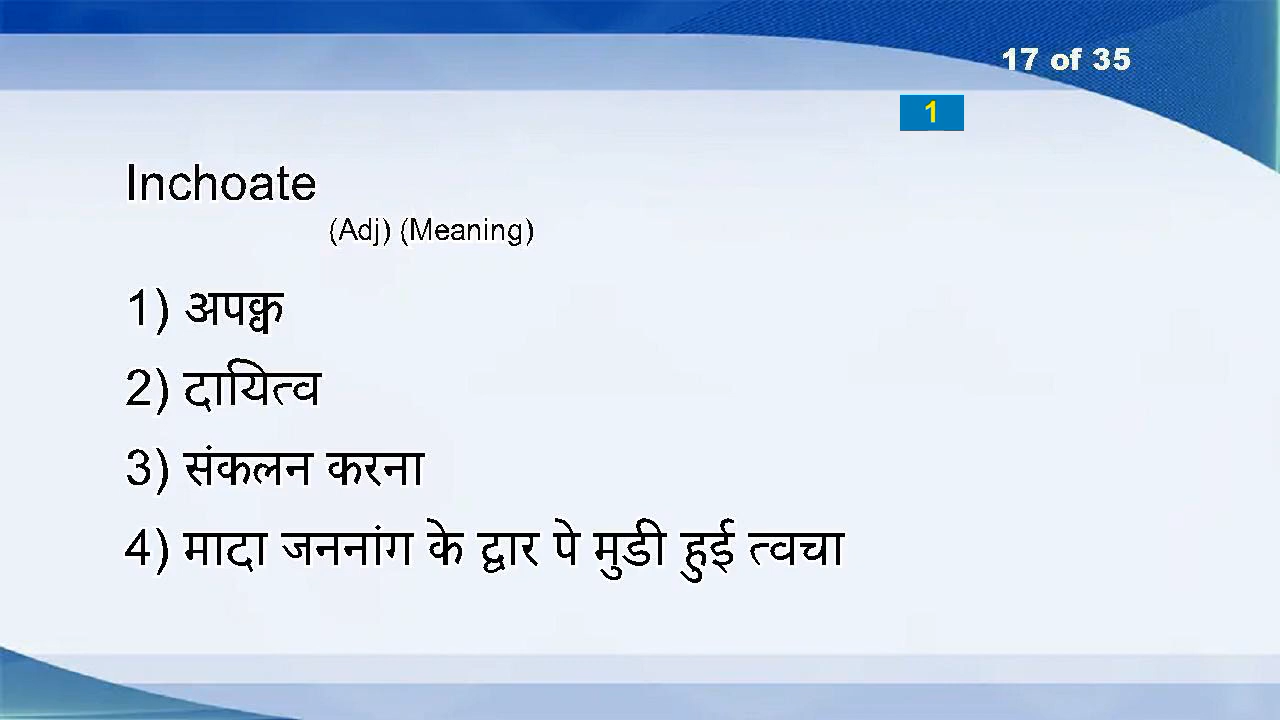 17 of 35
1
Inchoate
(Adj) (Meaning)
1) अपक्व
2) दायित्व
3) संकलन करना
4) मादा जननांग के द्वार पे मुडी हुई त्वचा